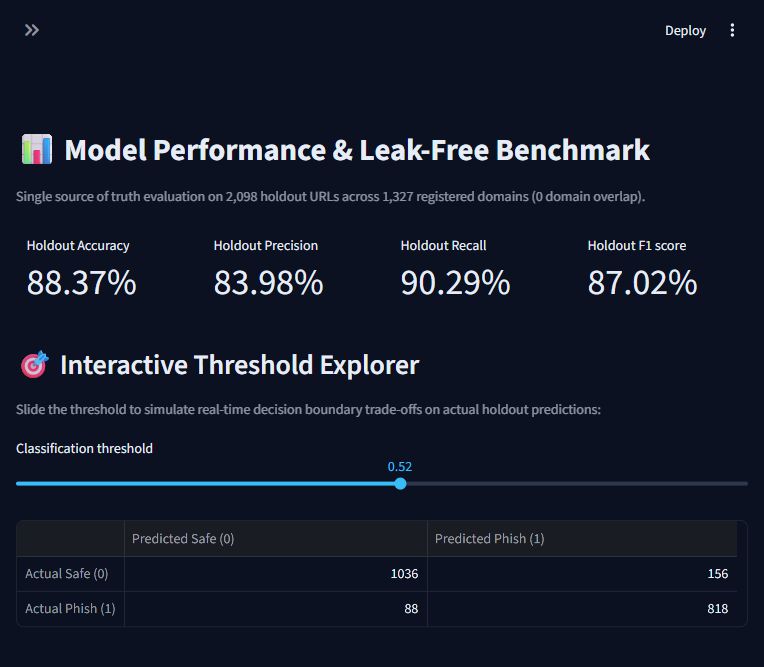 Deploy
Model Performance & Leak-Free Benchmark
Single source of truth evaluation on 2,098 holdout URLs across 1,327 registered domains (0 domain overlap).
Holdout Accuracy Holdout Precision Holdout Recall Holdout F1 score
88.37% 83.98% 90.29% 87.02%
Interactive Threshold Explorer
Slide the threshold to simulate real-time decision boundary trade-offs on actual holdout predictions:
Classification threshold
0.52
Predicted Safe (0) Predicted Phish (1)
Actual Safe (0) 1036 156
Actual Phish (1) 88 818